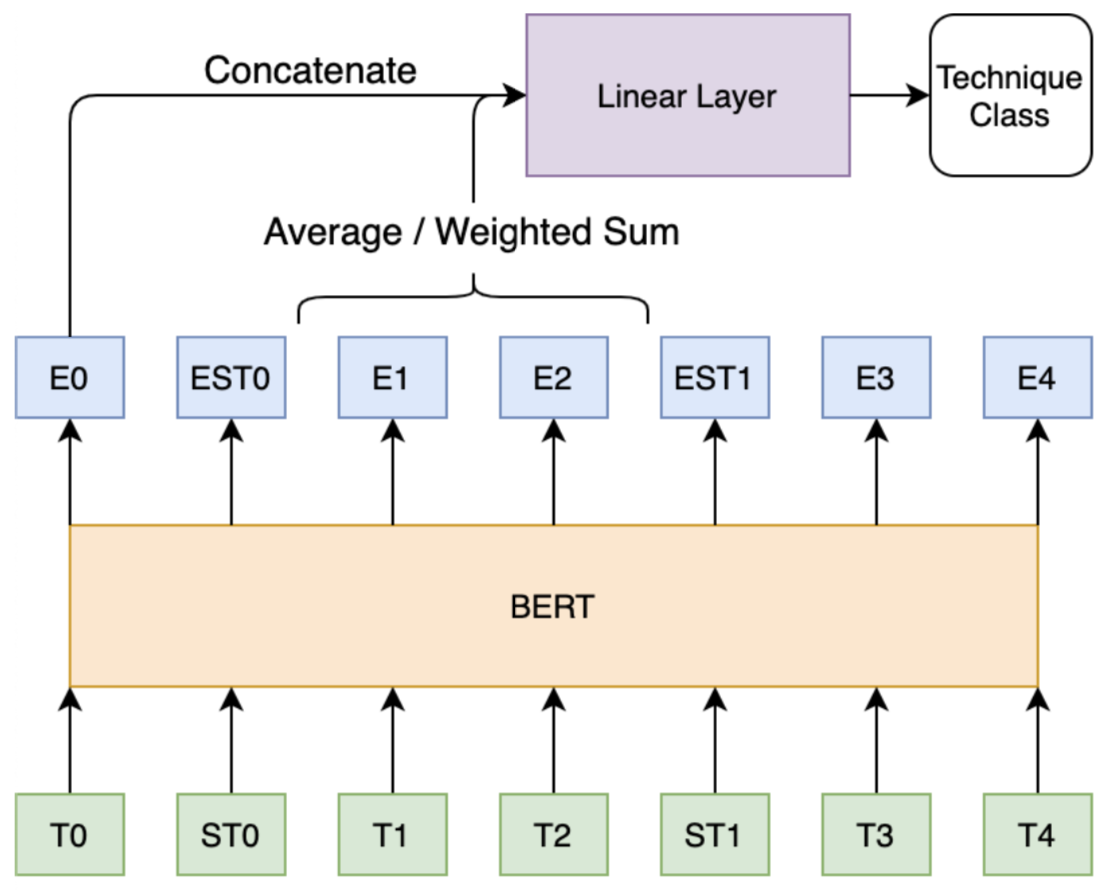 Concatenate
Linear Layer
Technique
Class
Average / Weighted Sum
E0 EST0 E1 E2 EST1 E3 E4
BERT
T0 ST0 T1 T2 ST1 T3 T4